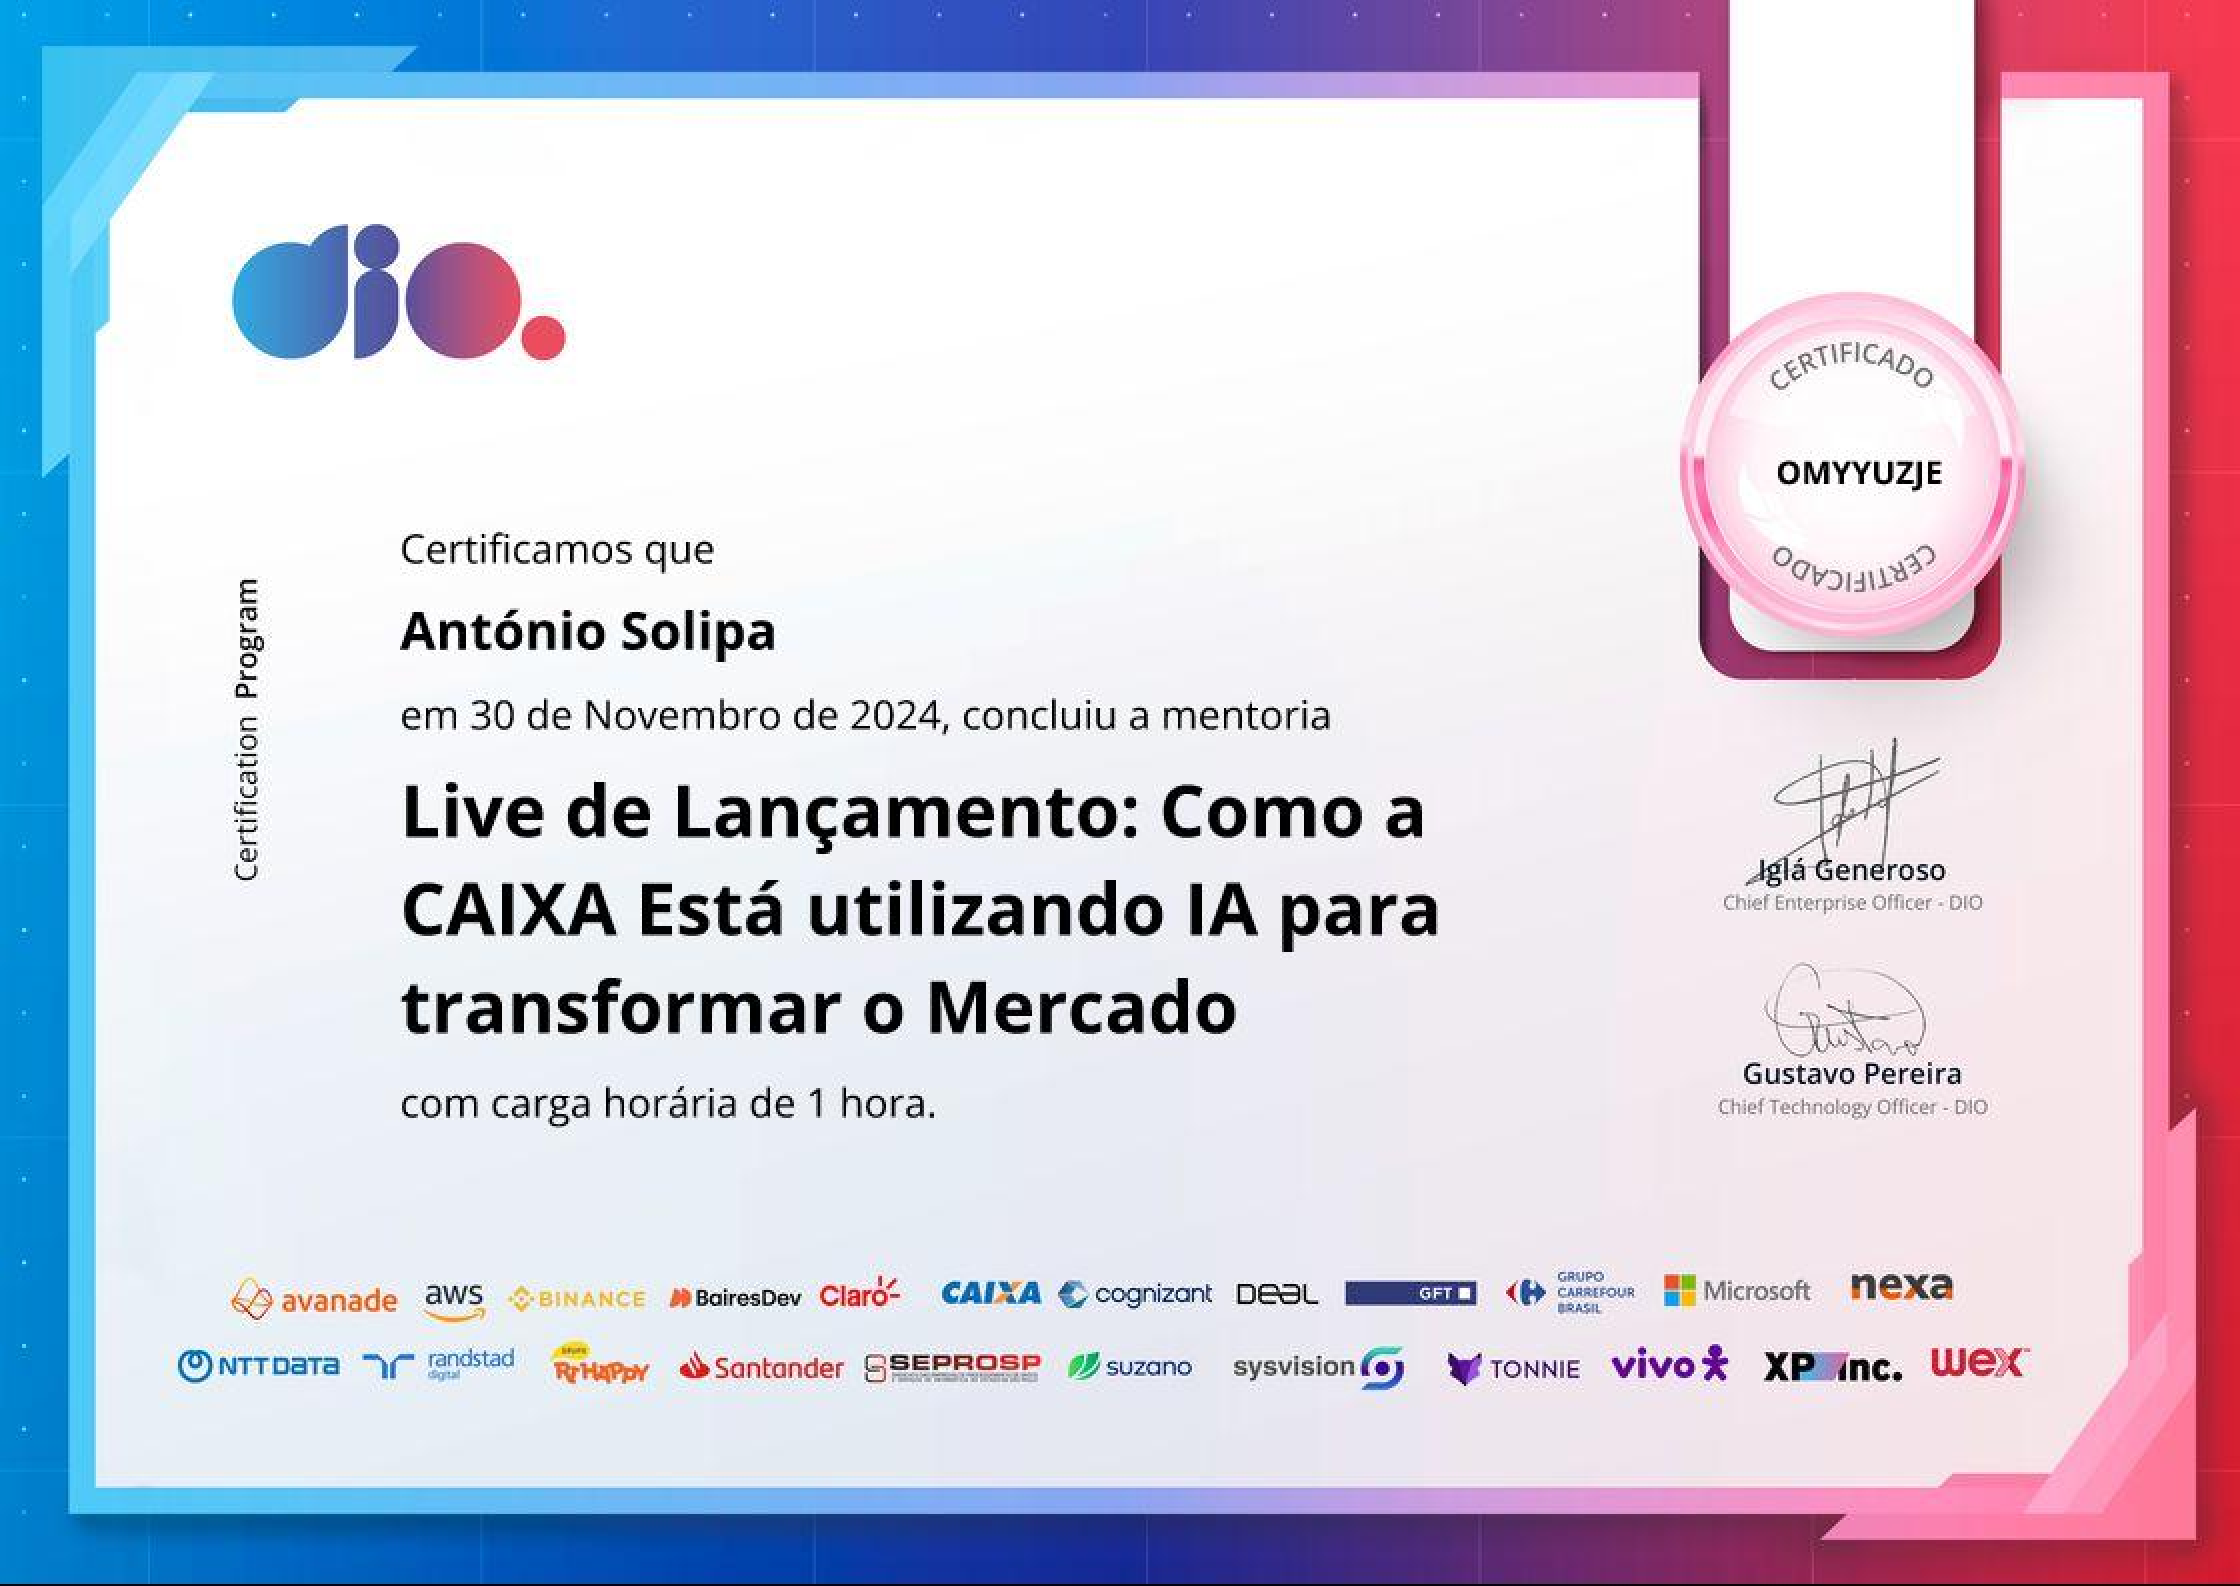 dio.
CERTIFICADO
OMYYUZJE
CERTIFICADO
Certification Program
Certificamos que
António Solipa
em 30 de Novembro de 2024, concluiu a mentoria
Live de Lançamento: Como a
CAIXA Está utilizando IA para
transformar o Mercado
com carga horária de 1 hora.
Iglá Generoso
Chief Enterprise Officer - DIO
Gustavo Pereira
Chief Technology Officer - DIO
avanade aws BINANCE BairesDev Claro CAIXA cognizant DEAL GFT GRUPO CARREFOUR BRASIL Microsoft nexa
NTT DATA randstad digital GRUPO Ri HAPPY Santander SEPROSP suzano sysvision TONNIE vivo XP inc. wex